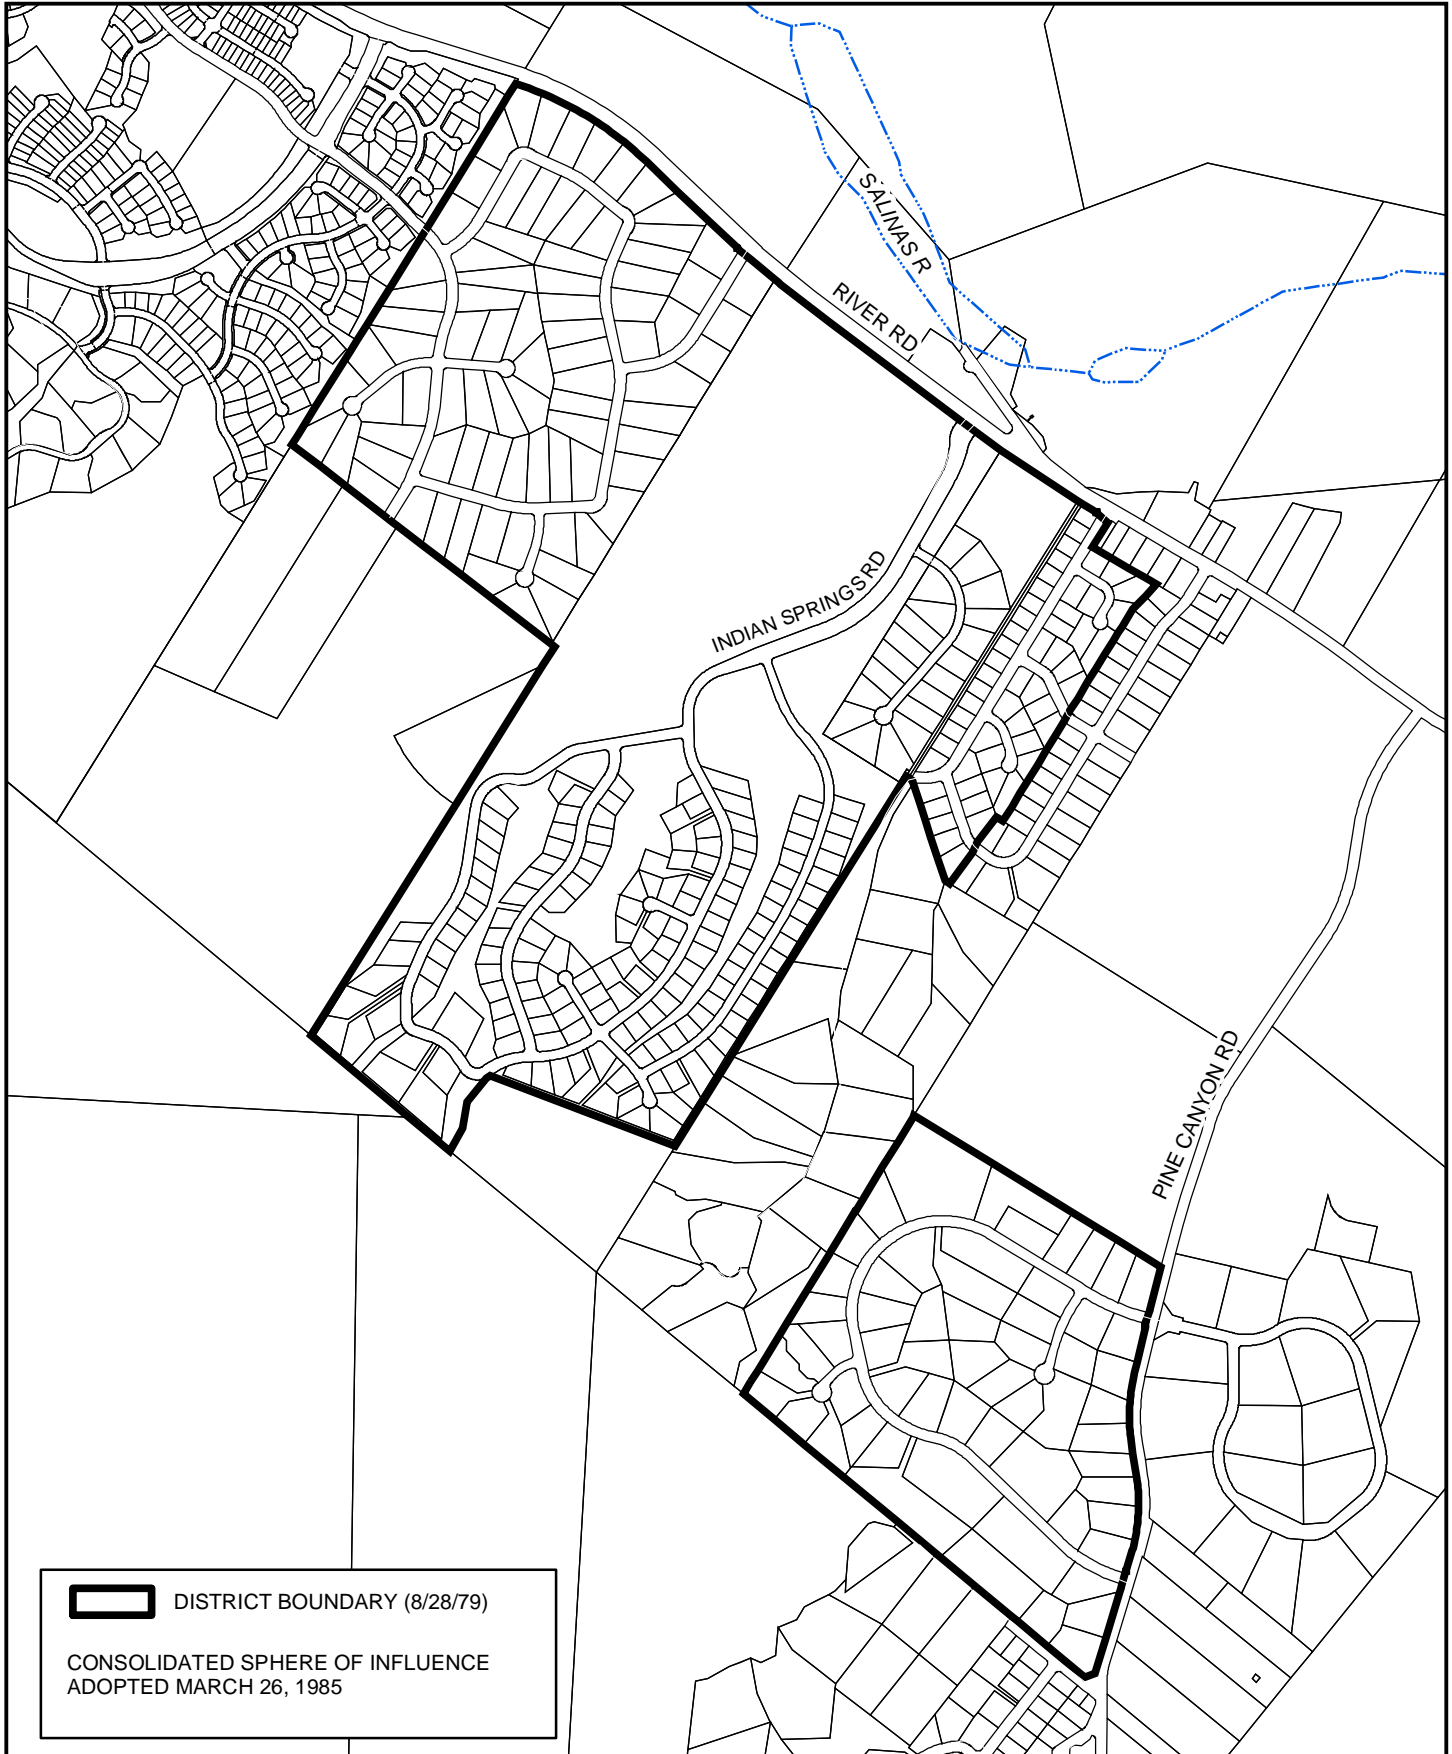 SALINAS R
RIVER RD
INDIAN SPRINGS RD
PINE CANYON RD
DISTRICT BOUNDARY (8/28/79)
CONSOLIDATED SPHERE OF INFLUENCE
ADOPTED MARCH 26, 1985